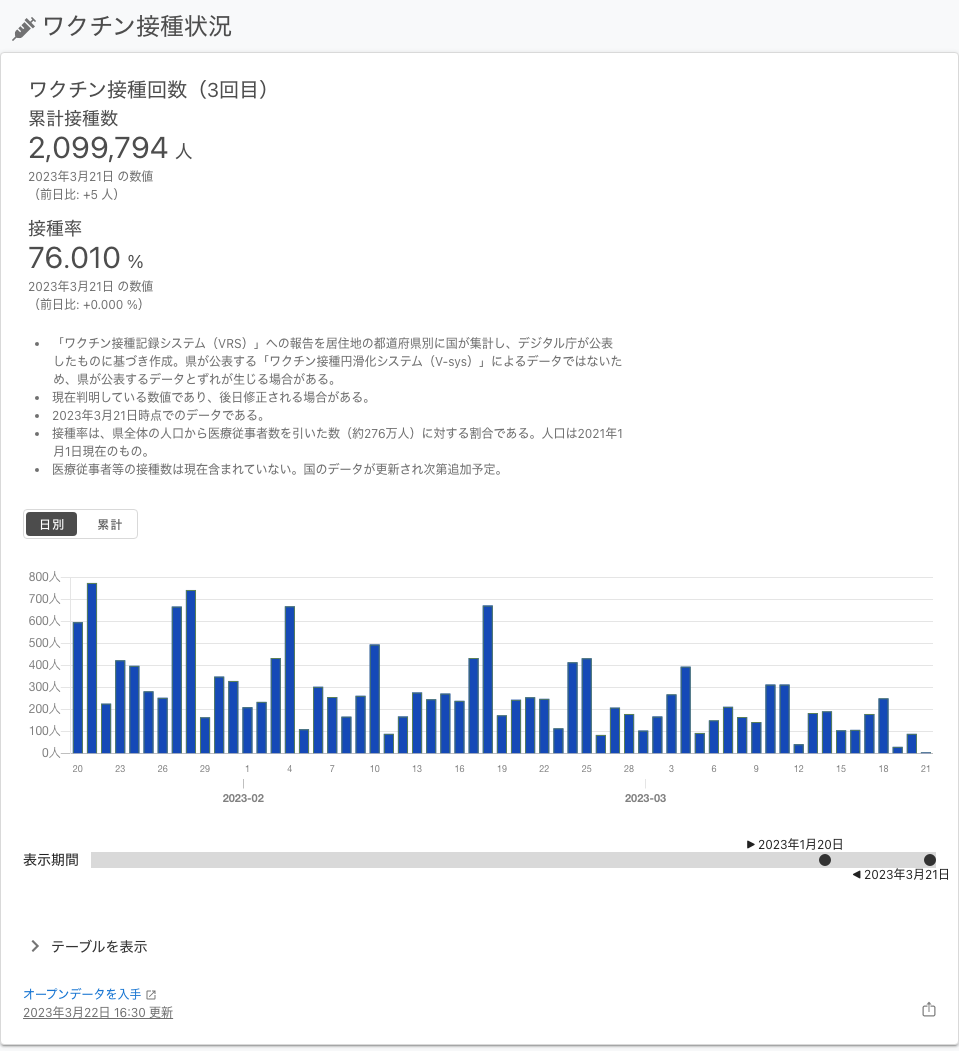 ワクチン接種状況
ワクチン接種回数（3回目）
累計接種数
2,099,794 人
2023年3月21日 の数値
（前日比: +5 人）
接種率
76.010 %
2023年3月21日 の数値
（前日比: +0.000 %）
• 「ワクチン接種記録システム（VRS）」への報告を居住地の都道府県別に国が集計し、デジタル庁が公表
したものに基づき作成。県が公表する「ワクチン接種円滑化システム（V-sys）」によるデータではないた
め、県が公表するデータとずれが生じる場合がある。
• 現在判明している数値であり、後日修正される場合がある。
• 2023年3月21日時点でのデータである。
• 接種率は、県全体の人口から医療従事者数を引いた数（約276万人）に対する割合である。人口は2021年1
月1日現在のもの。
• 医療従事者等の接種数は現在含まれていない。国のデータが更新され次第追加予定。
日別 累計
800人
700人
600人
500人
400人
300人
200人
100人
0人
20 23 26 29 1 4 7 10 13 16 19 22 25 28 3 6 9 12 15 18 21
2023-02 2023-03
▶ 2023年1月20日
表示期間
◀ 2023年3月21日
テーブルを表示
オープンデータを入手
2023年3月22日 16:30 更新